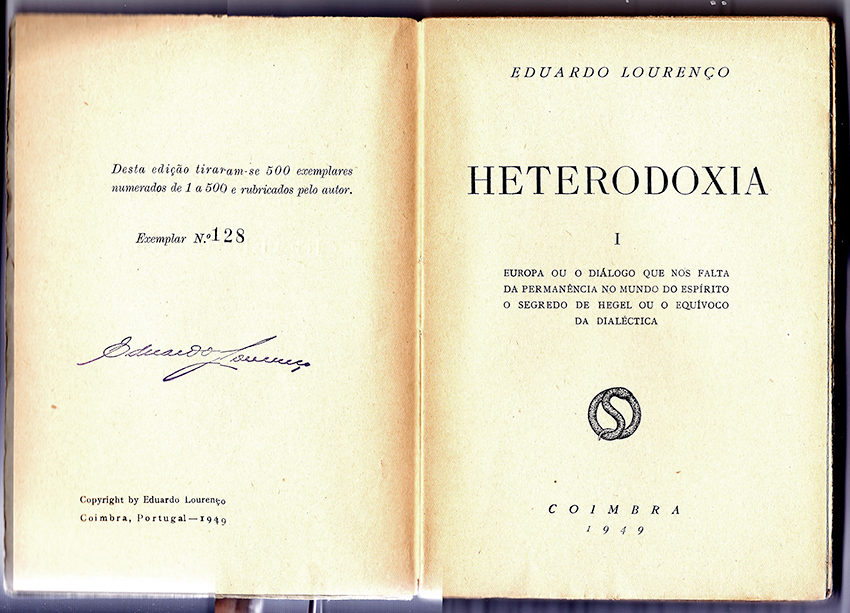 Desta edição tiraram-se 500 exemplares
numerados de 1 a 500 e rubricados pelo autor.
Exemplar N.º 128
Eduardo Lourenço
Copyright by Eduardo Lourenço
Coimbra, Portugal—1949
EDUARDO LOURENÇO
HETERODOXIA
I
EUROPA OU O DIÁLOGO QUE NOS FALTA
DA PERMANÊNCIA NO MUNDO DO ESPÍRITO
O SEGREDO DE HEGEL OU O EQUÍVOCO
DA DIALÉCTICA
COIMBRA
1949